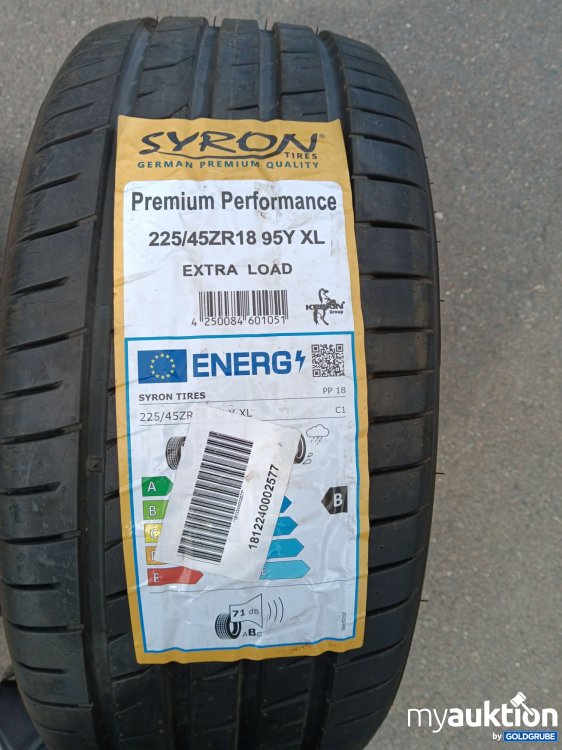 SYRON®
TIRES
GERMAN PREMIUM QUALITY
Premium Performance
225/45ZR18 95Y XL
EXTRA LOAD
4 250084 601051
KESKIN
Group
ENERG
SYRON TIRES
PP 18
225/45ZR Y XL
C1
A
B
C
E
B
1812240002577
71 dB
ABC
myauktion
by GOLDGRUBE